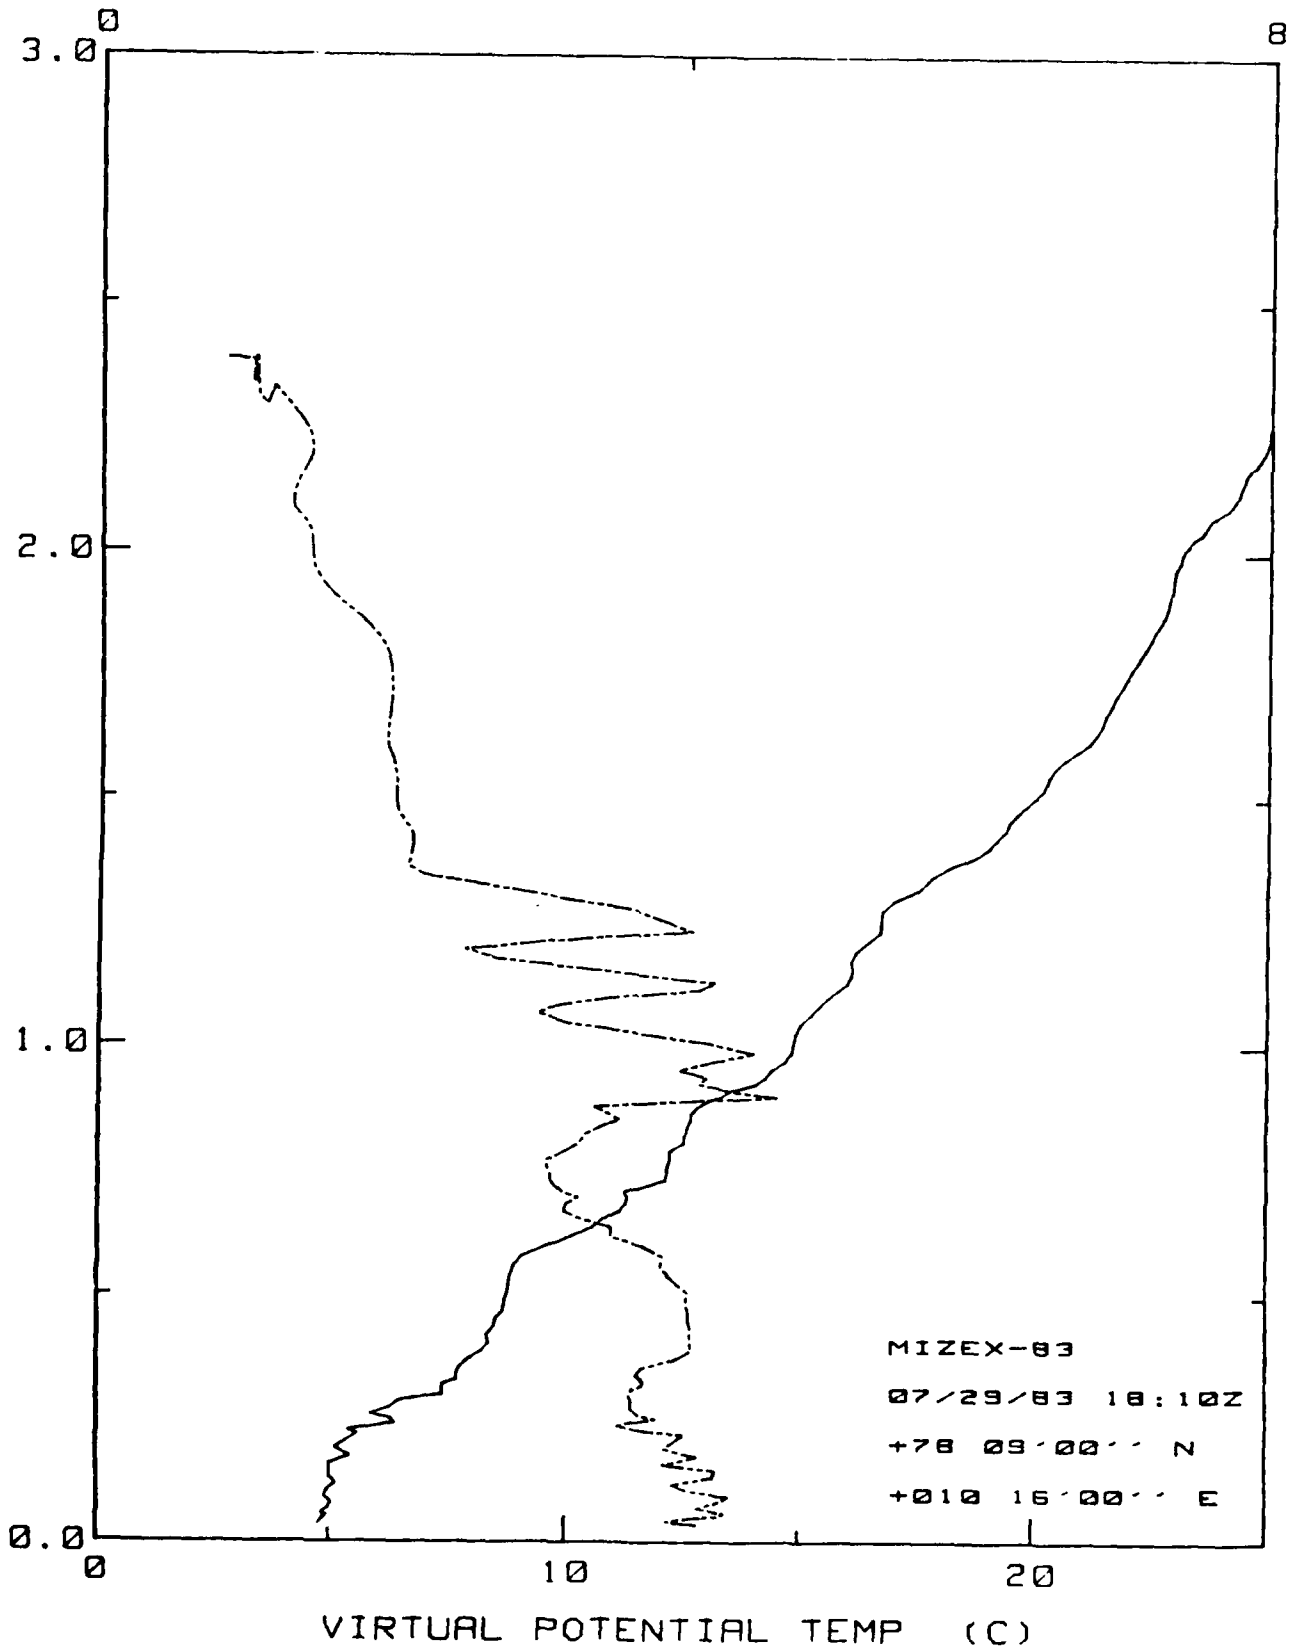 0 8
3.0
2.0
1.0
0.0
0 10 20
VIRTUAL POTENTIAL TEMP (C)
MIZEX-83
07/29/83 18:10Z
+78 09'00'' N
+010 16'00'' E